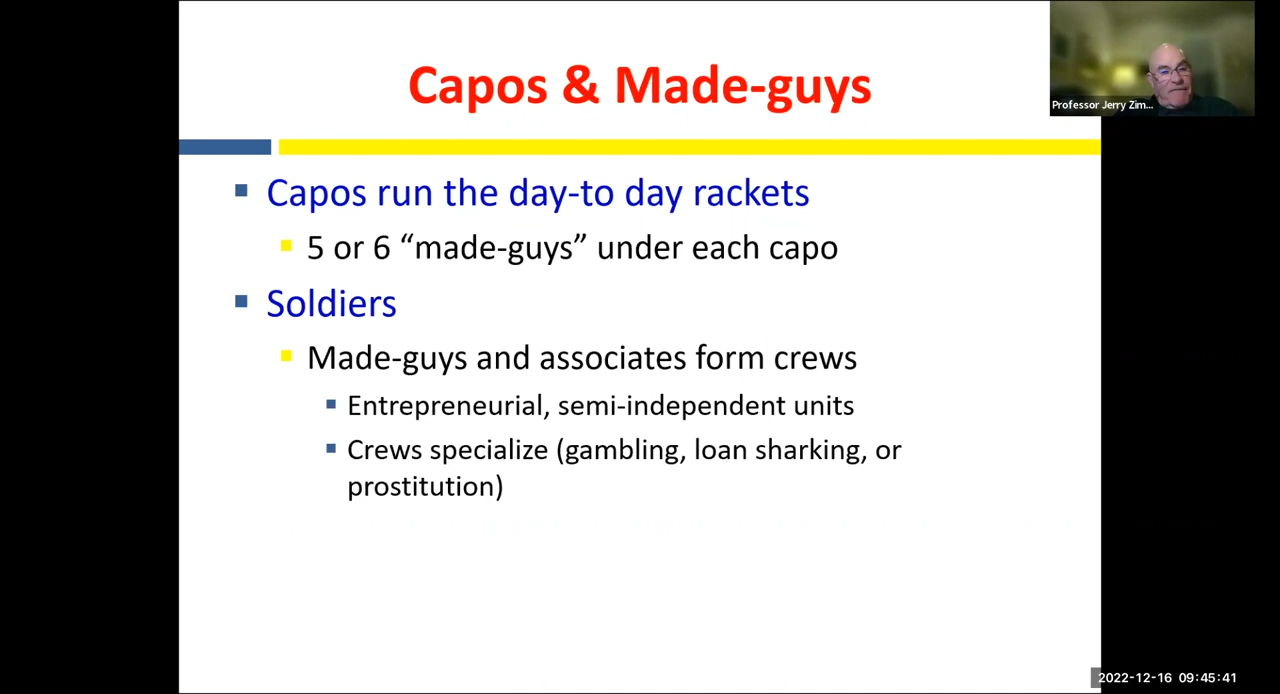 Capos & Made-guys
Professor Jerry Zim...
Capos run the day-to day rackets
5 or 6 “made-guys” under each capo
Soldiers
Made-guys and associates form crews
Entrepreneurial, semi-independent units
Crews specialize (gambling, loan sharking, or
prostitution)
2022-12-16 09:45:41